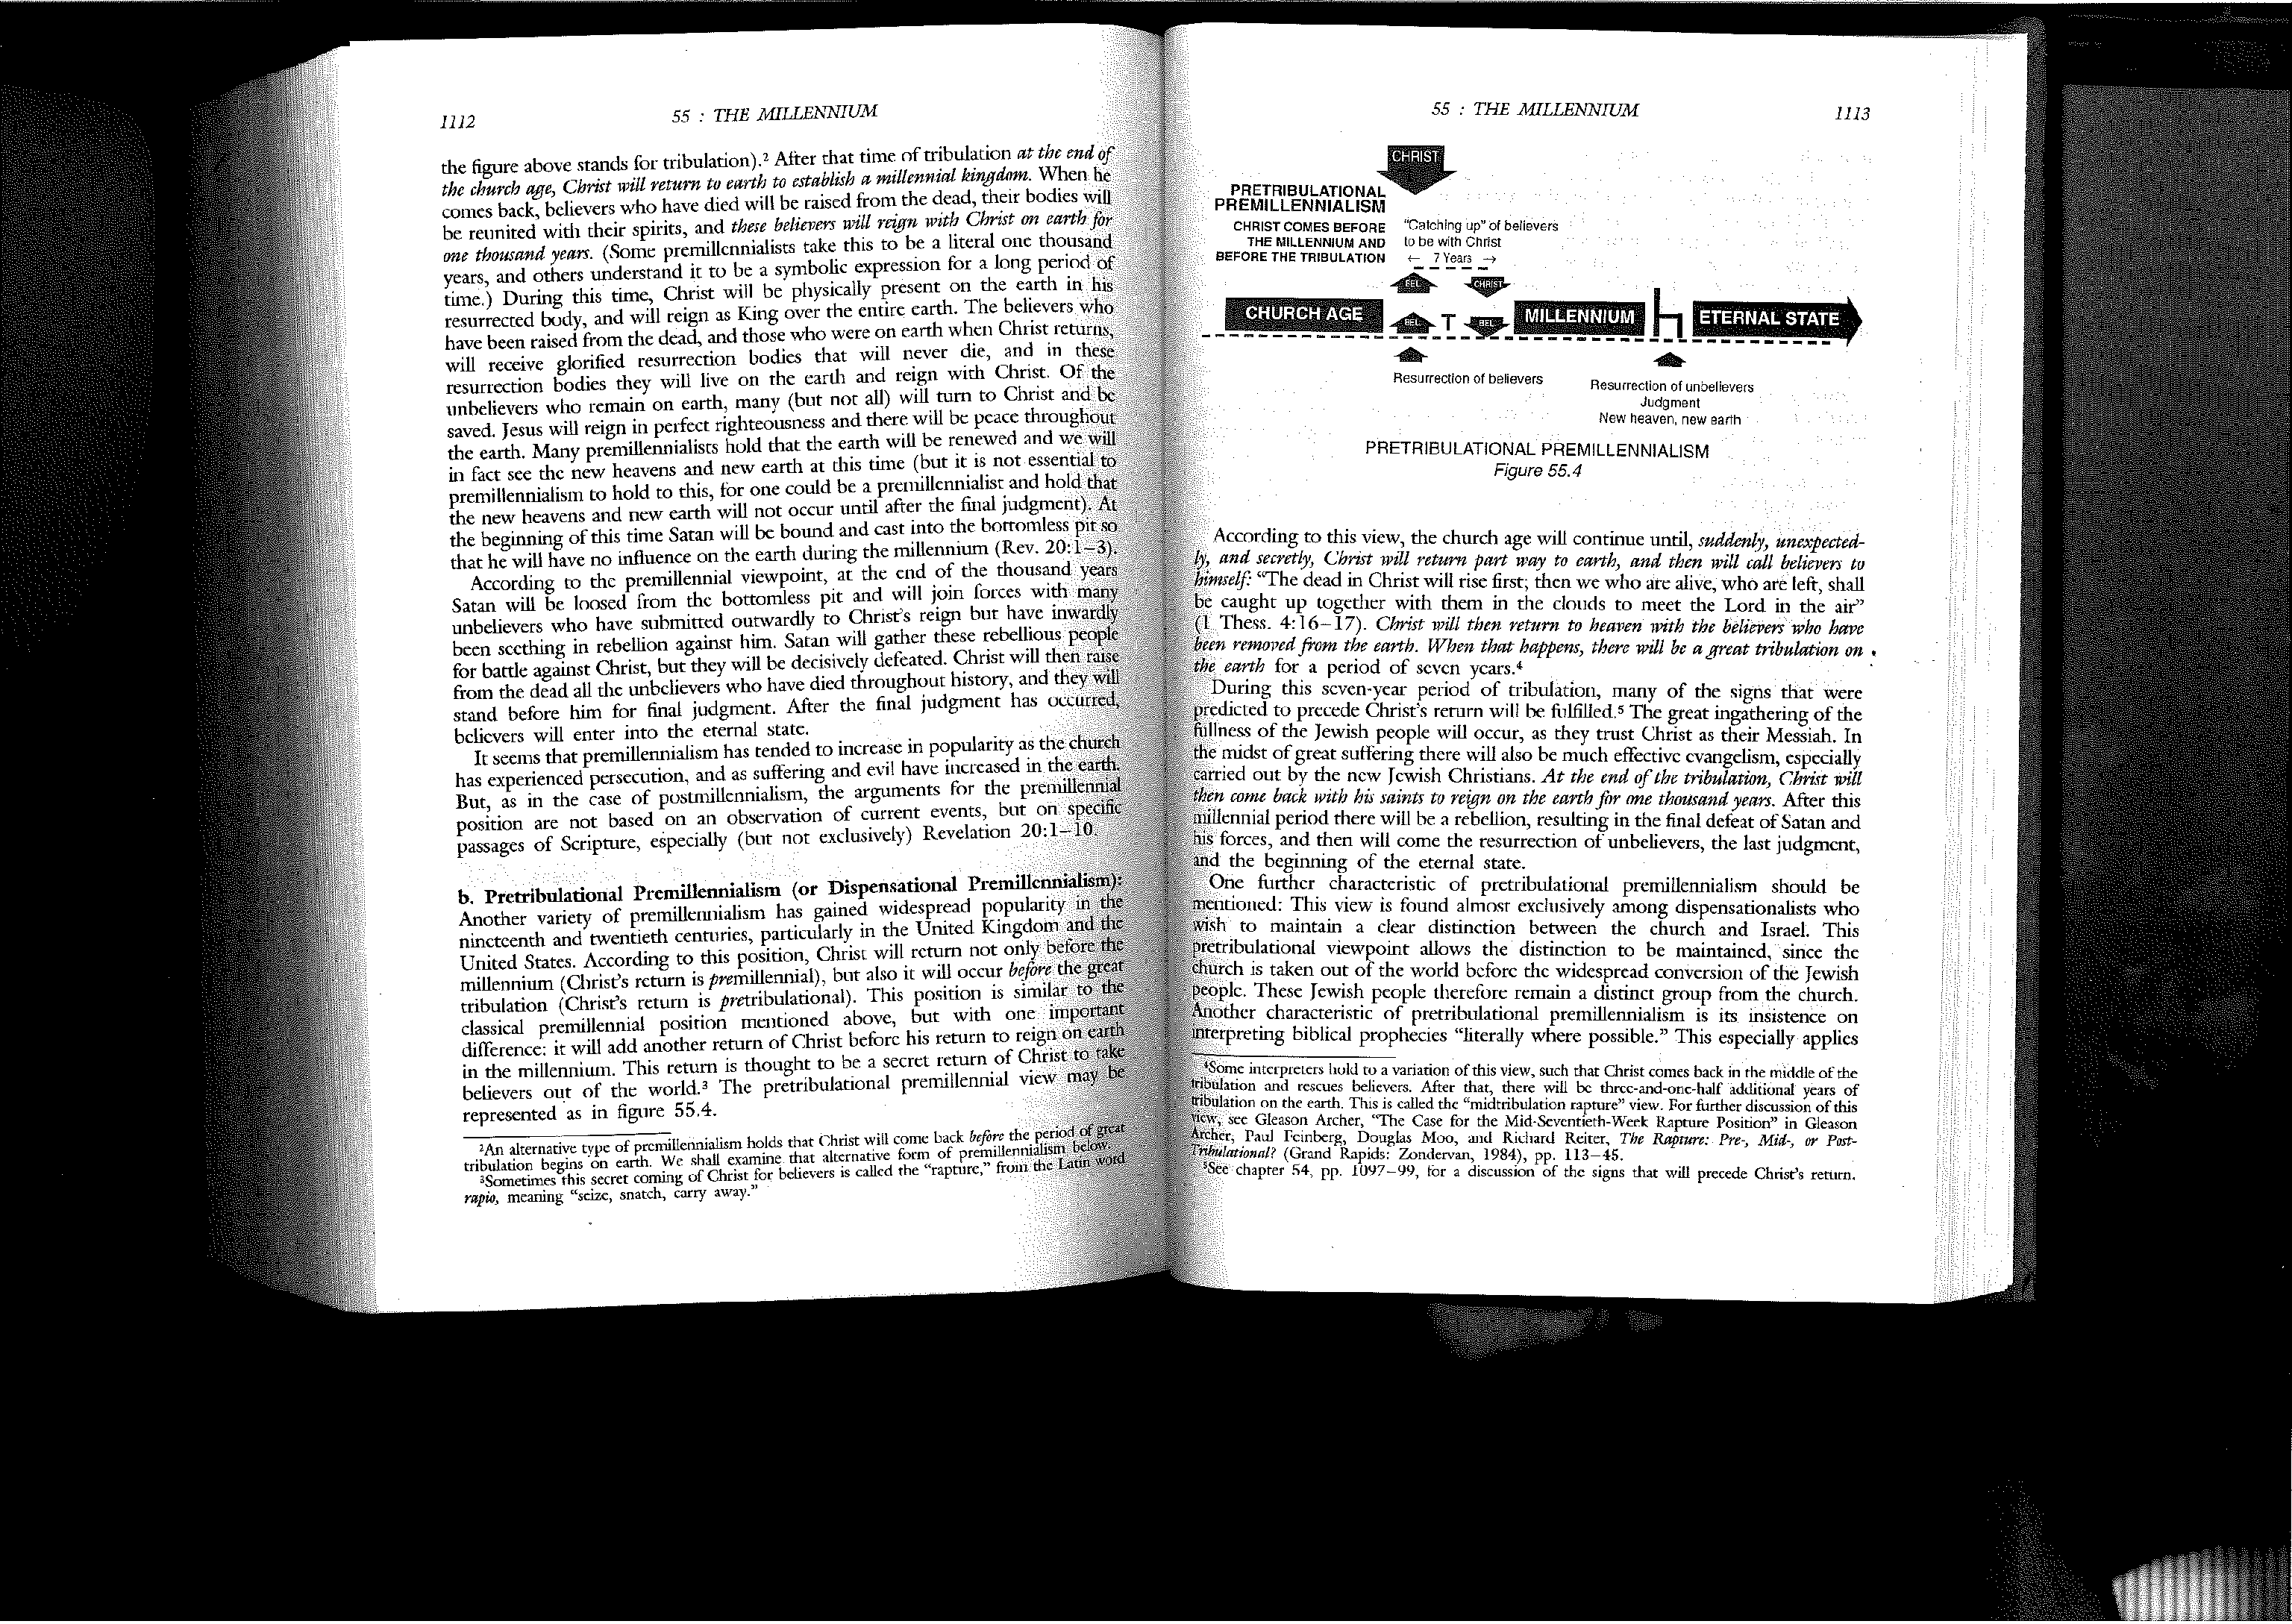 1112
55 : THE MILLENNIUM
the figure above stands for tribulation).² After that time of tribulation at the end of
the church age, Christ will return to earth to establish a millennial kingdom. When he
comes back, believers who have died will be raised from the dead, their bodies will
be reunited with their spirits, and these believers will reign with Christ on earth for
one thousand years. (Some premillennialists take this to be a literal one thousand
years, and others understand it to be a symbolic expression for a long period of
time.) During this time, Christ will be physically present on the earth in his
resurrected body, and will reign as King over the entire earth. The believers who
have been raised from the dead, and those who were on earth when Christ returns,
will receive glorified resurrection bodies that will never die, and in these
resurrection bodies they will live on the earth and reign with Christ. Of the
unbelievers who remain on earth, many (but not all) will turn to Christ and be
saved. Jesus will reign in perfect righteousness and there will be peace throughout
the earth. Many premillennialists hold that the earth will be renewed and we will
in fact see the new heavens and new earth at this time (but it is not essential to
premillennialism to hold to this, for one could be a premillennialist and hold that
the new heavens and new earth will not occur until after the final judgment). At
the beginning of this time Satan will be bound and cast into the bottomless pit so
that he will have no influence on the earth during the millennium (Rev. 20:1–3).
According to the premillennial viewpoint, at the end of the thousand years
Satan will be loosed from the bottomless pit and will join forces with many
unbelievers who have submitted outwardly to Christ's reign but have inwardly
been seething in rebellion against him. Satan will gather these rebellious people
for battle against Christ, but they will be decisively defeated. Christ will then raise
from the dead all the unbelievers who have died throughout history, and they will
stand before him for final judgment. After the final judgment has occurred,
believers will enter into the eternal state.
It seems that premillennialism has tended to increase in popularity as the church
has experienced persecution, and as suffering and evil have increased in the earth.
But, as in the case of postmillennialism, the arguments for the premillennial
position are not based on an observation of current events, but on specific
passages of Scripture, especially (but not exclusively) Revelation 20:1–10.
b. Pretribulational Premillennialism (or Dispensational Premillennialism):
Another variety of premillennialism has gained widespread popularity in the
nineteenth and twentieth centuries, particularly in the United Kingdom and the
United States. According to this position, Christ will return not only before the
millennium (Christ's return is premillennial), but also it will occur before the great
tribulation (Christ's return is pretribulational). This position is similar to the
classical premillennial position mentioned above, but with one important
difference: it will add another return of Christ before his return to reign on earth
in the millennium. This return is thought to be a secret return of Christ to take
believers out of the world.³ The pretribulational premillennial view may be
represented as in figure 55.4.
²An alternative type of premillennialism holds that Christ will come back before the period of great
tribulation begins on earth. We shall examine that alternative form of premillennialism below.
³Sometimes this secret coming of Christ for believers is called the "rapture," from the Latin word
rapio, meaning "seize, snatch, carry away."
55 : THE MILLENNIUM
1113
CHRIST
PRETRIBULATIONAL
PREMILLENNIALISM
CHRIST COMES BEFORE
THE MILLENNIUM AND
BEFORE THE TRIBULATION
"Catching up" of believers
to be with Christ
← 7 Years →
BEL.
CHRIST
CHURCH AGE
BEL.
T
BEL.
MILLENNIUM
ETERNAL STATE
Resurrection of believers
Resurrection of unbelievers
Judgment
New heaven, new earth
PRETRIBULATIONAL PREMILLENNIALISM
Figure 55.4
According to this view, the church age will continue until, suddenly, unexpected-
ly, and secretly, Christ will return part way to earth, and then will call believers to
himself: "The dead in Christ will rise first; then we who are alive, who are left, shall
be caught up together with them in the clouds to meet the Lord in the air"
(1 Thess. 4:16–17). Christ will then return to heaven with the believers who have
been removed from the earth. When that happens, there will be a great tribulation on
the earth for a period of seven years.⁴
During this seven-year period of tribulation, many of the signs that were
predicted to precede Christ's return will be fulfilled.⁵ The great ingathering of the
fullness of the Jewish people will occur, as they trust Christ as their Messiah. In
the midst of great suffering there will also be much effective evangelism, especially
carried out by the new Jewish Christians. At the end of the tribulation, Christ will
then come back with his saints to reign on the earth for one thousand years. After this
millennial period there will be a rebellion, resulting in the final defeat of Satan and
his forces, and then will come the resurrection of unbelievers, the last judgment,
and the beginning of the eternal state.
One further characteristic of pretribulational premillennialism should be
mentioned: This view is found almost exclusively among dispensationalists who
wish to maintain a clear distinction between the church and Israel. This
pretribulational viewpoint allows the distinction to be maintained, since the
church is taken out of the world before the widespread conversion of the Jewish
people. These Jewish people therefore remain a distinct group from the church.
Another characteristic of pretribulational premillennialism is its insistence on
interpreting biblical prophecies "literally where possible." This especially applies
⁴Some interpreters hold to a variation of this view, such that Christ comes back in the middle of the
tribulation and rescues believers. After that, there will be three-and-one-half additional years of
tribulation on the earth. This is called the "midtribulation rapture" view. For further discussion of this
view, see Gleason Archer, "The Case for the Mid-Seventieth-Week Rapture Position" in Gleason
Archer, Paul Feinberg, Douglas Moo, and Richard Reiter, The Rapture: Pre-, Mid-, or Post-
Tribulational? (Grand Rapids: Zondervan, 1984), pp. 113–45.
⁵See chapter 54, pp. 1097–99, for a discussion of the signs that will precede Christ's return.